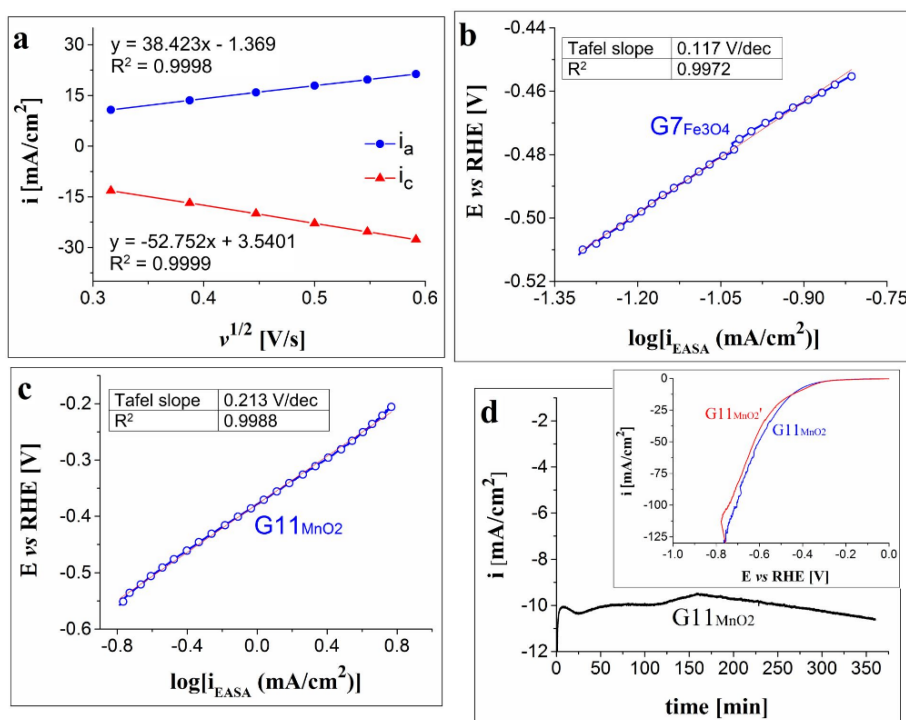 a
y = 38.423x - 1.369
R² = 0.9998
i [mA/cm²]
30
15
0
-15
-30
iₐ
i꜀
y = -52.752x + 3.5401
R² = 0.9999
0.3 0.4 0.5 0.6
v¹ᐟ² [V/s]
b
Tafel slope 0.117 V/dec
R² 0.9972
E vs RHE [V]
-0.44
-0.46
-0.48
-0.50
-0.52
G7Fe3O4
-1.35 -1.20 -1.05 -0.90 -0.75
log[iEASA (mA/cm²)]
c
Tafel slope 0.213 V/dec
R² 0.9988
E vs RHE [V]
-0.2
-0.3
-0.4
-0.5
-0.6
G11MnO2
-0.8 -0.4 0.0 0.4 0.8
log[iEASA (mA/cm²)]
d
i [mA/cm²]
-2
-4
-6
-8
-10
-12
G11MnO2
0 50 100 150 200 250 300 350
time [min]
i [mA/cm²]
0
-25
-50
-75
-100
-125
G11MnO2'
G11MnO2
-1.0 -0.8 -0.6 -0.4 -0.2 0.0
E vs RHE [V]